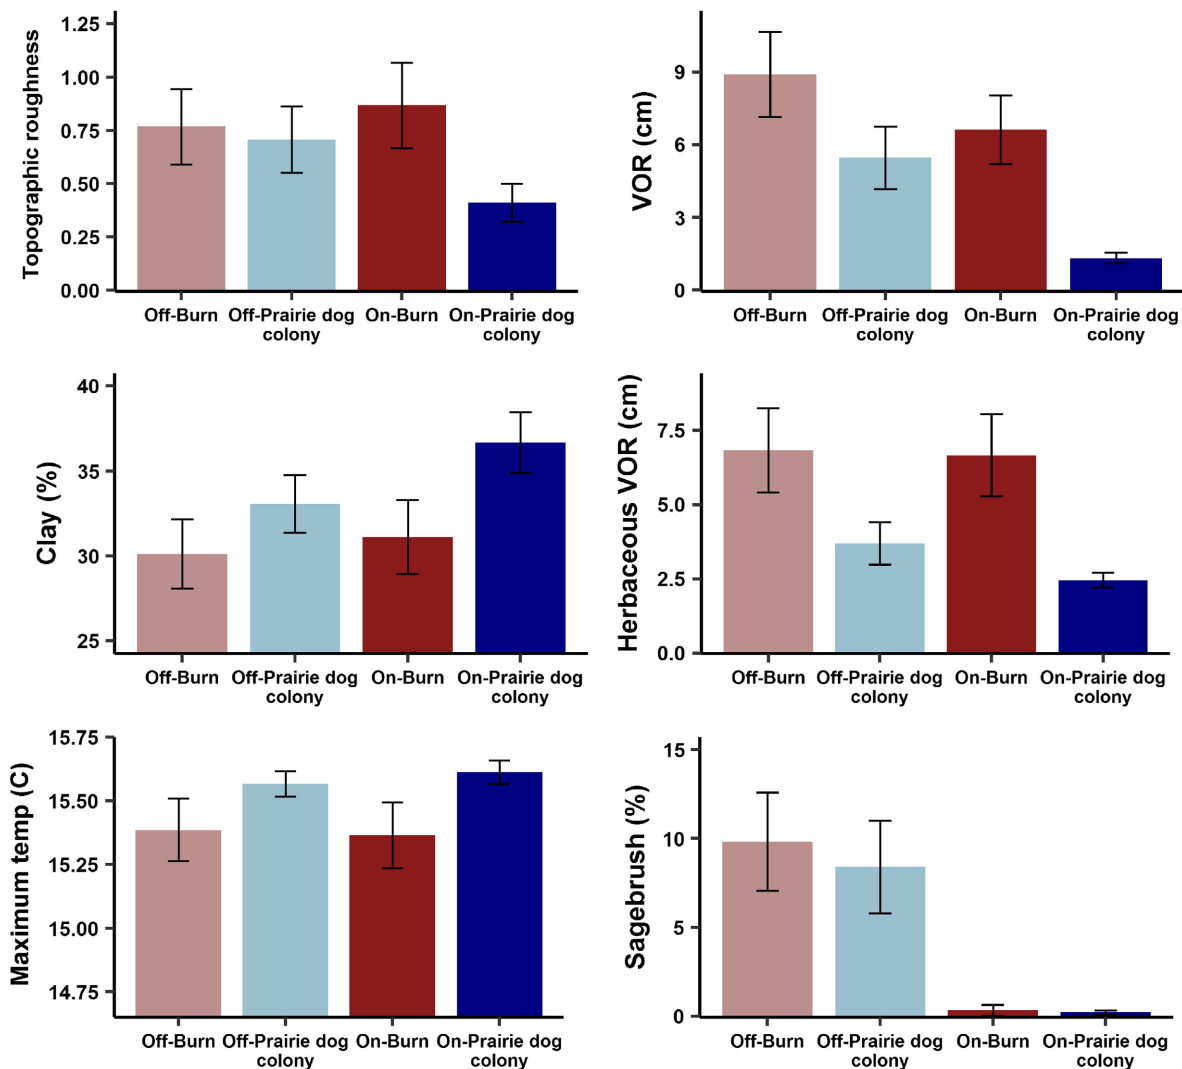 Topographic roughness
1.25
1.00
0.75
0.50
0.25
0.00
Off-Burn Off-Prairie dog On-Burn On-Prairie dog
colony colony
VOR (cm)
9
6
3
0
Off-Burn Off-Prairie dog On-Burn On-Prairie dog
colony colony
Clay (%)
40
35
30
25
Off-Burn Off-Prairie dog On-Burn On-Prairie dog
colony colony
Herbaceous VOR (cm)
7.5
5.0
2.5
0.0
Off-Burn Off-Prairie dog On-Burn On-Prairie dog
colony colony
Maximum temp (C)
15.75
15.50
15.25
15.00
14.75
Off-Burn Off-Prairie dog On-Burn On-Prairie dog
colony colony
Sagebrush (%)
15
10
5
0
Off-Burn Off-Prairie dog On-Burn On-Prairie dog
colony colony